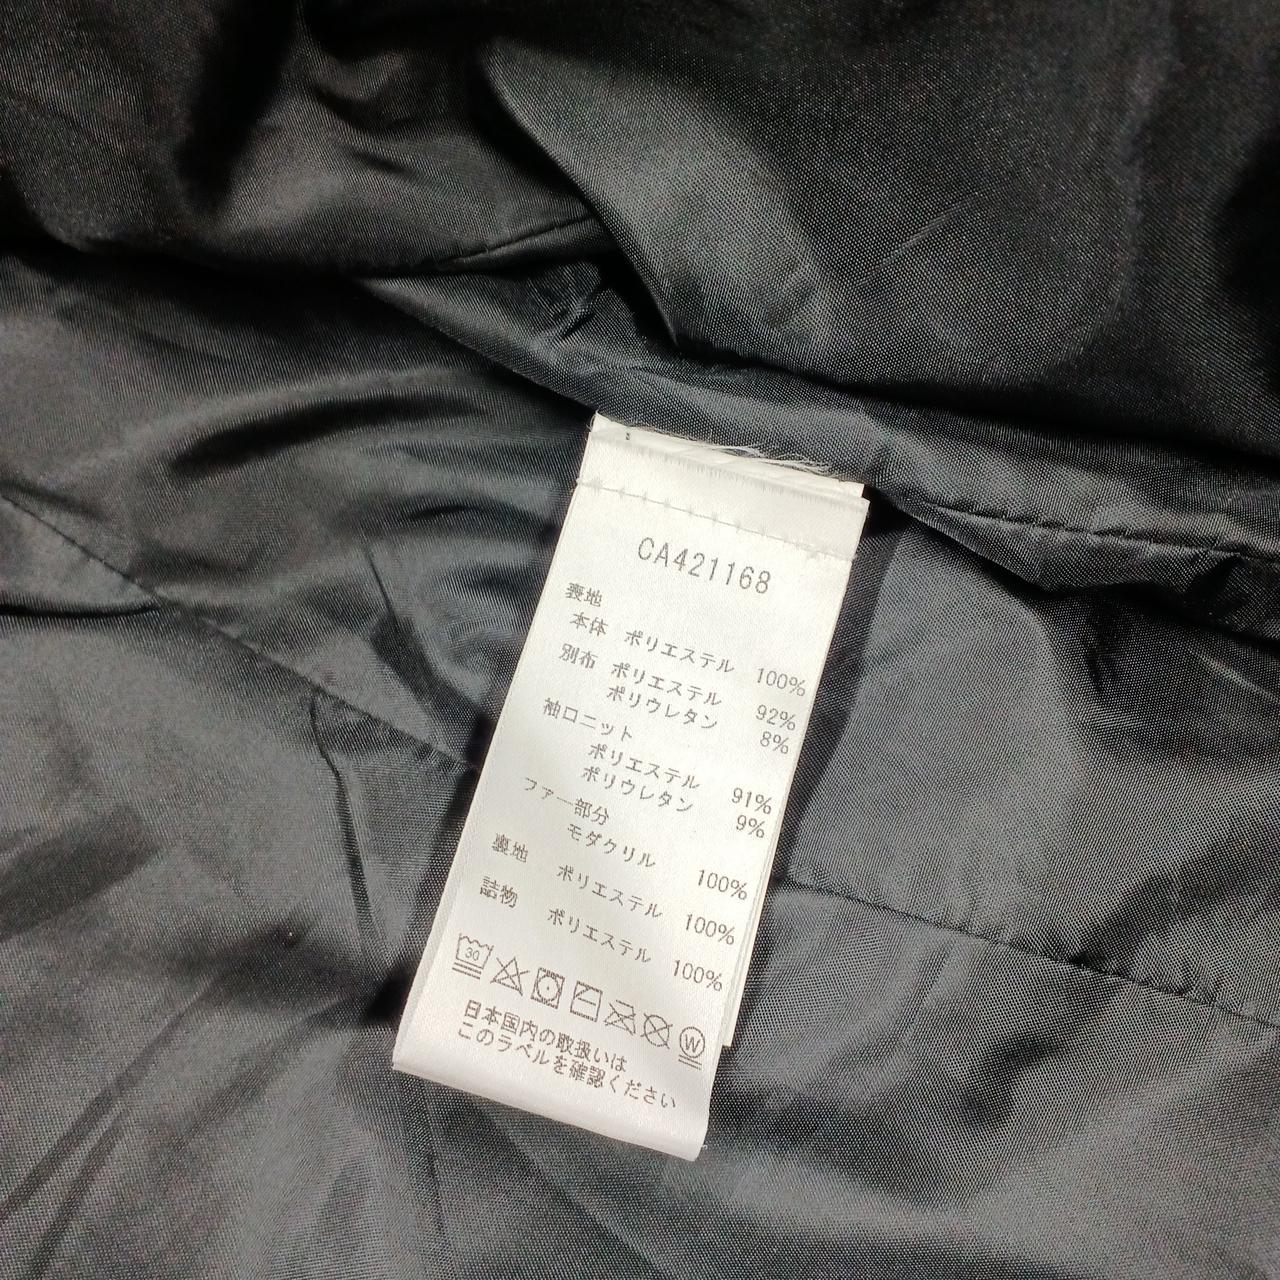 CA421168
表地
本体 ポリエステル 100%
別布 ポリエステル 92%
ポリウレタン 8%
袖口ニット
ポリエステル 91%
ポリウレタン 9%
ファー部分
モダクリル 100%
裏地 ポリエステル 100%
詰物 ポリエステル 100%
30 W
日本国内の取扱いは
このラベルを確認ください